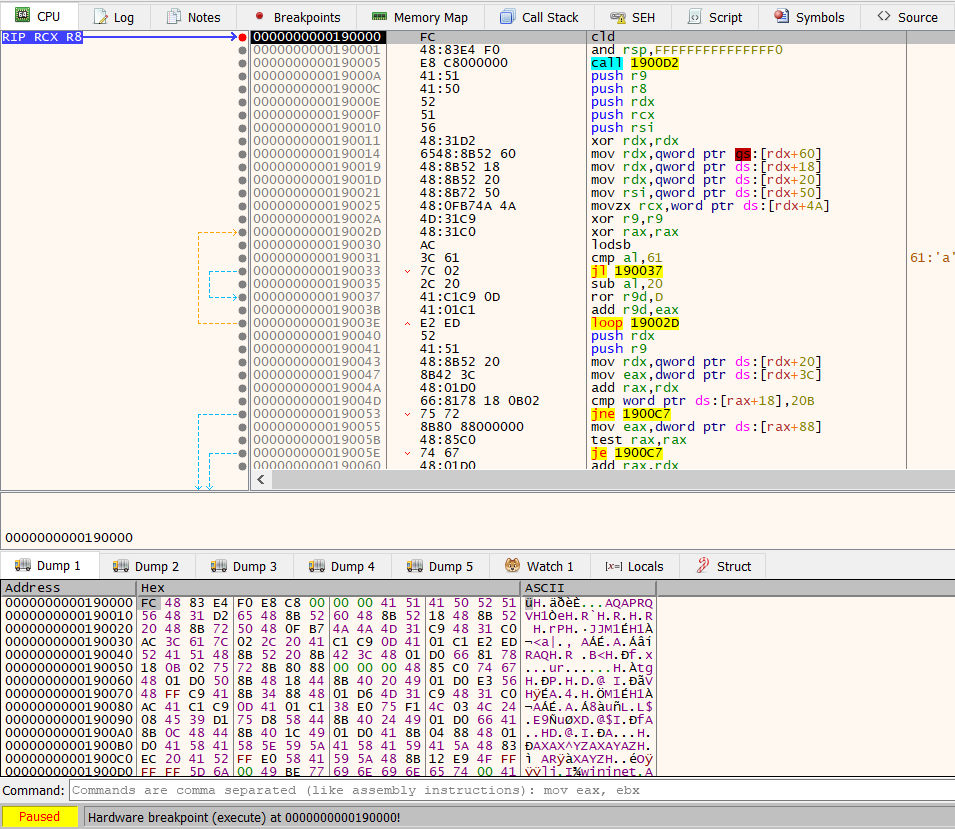 CPU Log Notes Breakpoints Memory Map Call Stack SEH Script Symbols Source
RIP RCX R8 0000000000190000 FC cld
0000000000190001 48:83E4 F0 and rsp,FFFFFFFFFFFFFFF0
0000000000190005 E8 C8000000 call 1900D2
000000000019000A 41:51 push r9
000000000019000C 41:50 push r8
000000000019000E 52 push rdx
000000000019000F 51 push rcx
0000000000190010 56 push rsi
0000000000190011 48:31D2 xor rdx,rdx
0000000000190014 6548:8B52 60 mov rdx,qword ptr gs:[rdx+60]
0000000000190019 48:8B52 18 mov rdx,qword ptr ds:[rdx+18]
000000000019001D 48:8B52 20 mov rdx,qword ptr ds:[rdx+20]
0000000000190021 48:8B72 50 mov rsi,qword ptr ds:[rdx+50]
0000000000190025 48:0FB74A 4A movzx rcx,word ptr ds:[rdx+4A]
000000000019002A 4D:31C9 xor r9,r9
000000000019002D 48:31C0 xor rax,rax
0000000000190030 AC lodsb
0000000000190031 3C 61 cmp al,61 61:'a'
0000000000190033 7C 02 jl 190037
0000000000190035 2C 20 sub al,20
0000000000190037 41:C1C9 0D ror r9d,D
000000000019003B 41:01C1 add r9d,eax
000000000019003E E2 ED loop 19002D
0000000000190040 52 push rdx
0000000000190041 41:51 push r9
0000000000190043 48:8B52 20 mov rdx,qword ptr ds:[rdx+20]
0000000000190047 8B42 3C mov eax,dword ptr ds:[rdx+3C]
000000000019004A 48:01D0 add rax,rdx
000000000019004D 66:8178 18 0B02 cmp word ptr ds:[rax+18],20B
0000000000190053 75 72 jne 1900C7
0000000000190055 8B80 88000000 mov eax,dword ptr ds:[rax+88]
000000000019005B 48:85C0 test rax,rax
000000000019005E 74 67 je 1900C7
0000000000190060 48:01D0 add rax,rdx
0000000000190000
Dump 1 Dump 2 Dump 3 Dump 4 Dump 5 Watch 1 [x=] Locals Struct
Address Hex ASCII
0000000000190000 FC 48 83 E4 F0 E8 C8 00 00 00 41 51 41 50 52 51 üH.äðèÈ...AQAPRQ
0000000000190010 56 48 31 D2 65 48 8B 52 60 48 8B 52 18 48 8B 52 VH1ÒeH.R`H.R.H.R
0000000000190020 20 48 8B 72 50 48 0F B7 4A 4A 4D 31 C9 48 31 C0  H.rPH.·JJM1ÉH1À
0000000000190030 AC 3C 61 7C 02 2C 20 41 C1 C9 0D 41 01 C1 E2 ED ¬<a|., AÁÉ.A.Áâí
0000000000190040 52 41 51 48 8B 52 20 8B 42 3C 48 01 D0 66 81 78 RAQH.R .B<H.Ðf.x
0000000000190050 18 0B 02 75 72 8B 80 88 00 00 00 48 85 C0 74 67 ...ur......H.Àtg
0000000000190060 48 01 D0 50 8B 48 18 44 8B 40 20 49 01 D0 E3 56 H.ÐP.H.D.@ I.ÐãV
0000000000190070 48 FF C9 41 8B 34 88 48 01 D6 4D 31 C9 48 31 C0 HÿÉA.4.H.ÖM1ÉH1À
0000000000190080 AC 41 C1 C9 0D 41 01 C1 38 E0 75 F1 4C 03 4C 24 ¬AÁÉ.A.Á8àuñL.L$
0000000000190090 08 45 39 D1 75 D8 58 44 8B 40 24 49 01 D0 66 41 .E9ÑuØXD.@$I.ÐfA
00000000001900A0 8B 0C 48 44 8B 40 1C 49 01 D0 41 8B 04 88 48 01 ..HD.@.I.ÐA...H.
00000000001900B0 D0 41 58 41 58 5E 59 5A 41 58 41 59 41 5A 48 83 ÐAXAX^YZAXAYAZH.
00000000001900C0 EC 20 41 52 FF E0 58 41 59 5A 48 8B 12 E9 4F FF ì ARÿàXAYZH..éOÿ
00000000001900D0 FF FF 5D 6A 00 49 BE 77 69 6E 69 6E 65 74 00 41 ÿÿ]j.I¾wininet.A
Command: Commands are comma separated (like assembly instructions): mov eax, ebx
Paused Hardware breakpoint (execute) at 0000000000190000!